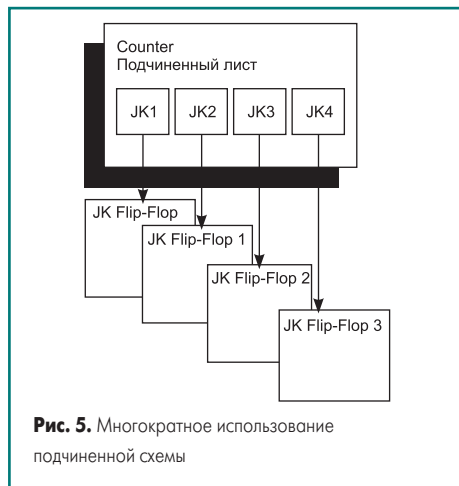 Counter
Подчиненный лист
JK1 JK2 JK3 JK4
JK Flip-Flop
JK Flip-Flop 1
JK Flip-Flop 2
JK Flip-Flop 3
Рис. 5. Многократное использование
подчиненной схемы